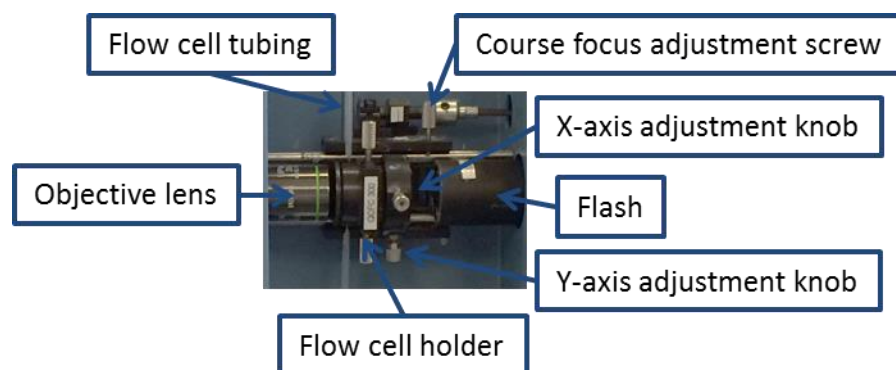 Flow cell tubing
Course focus adjustment screw
X-axis adjustment knob
Objective lens
Flash
Y-axis adjustment knob
Flow cell holder